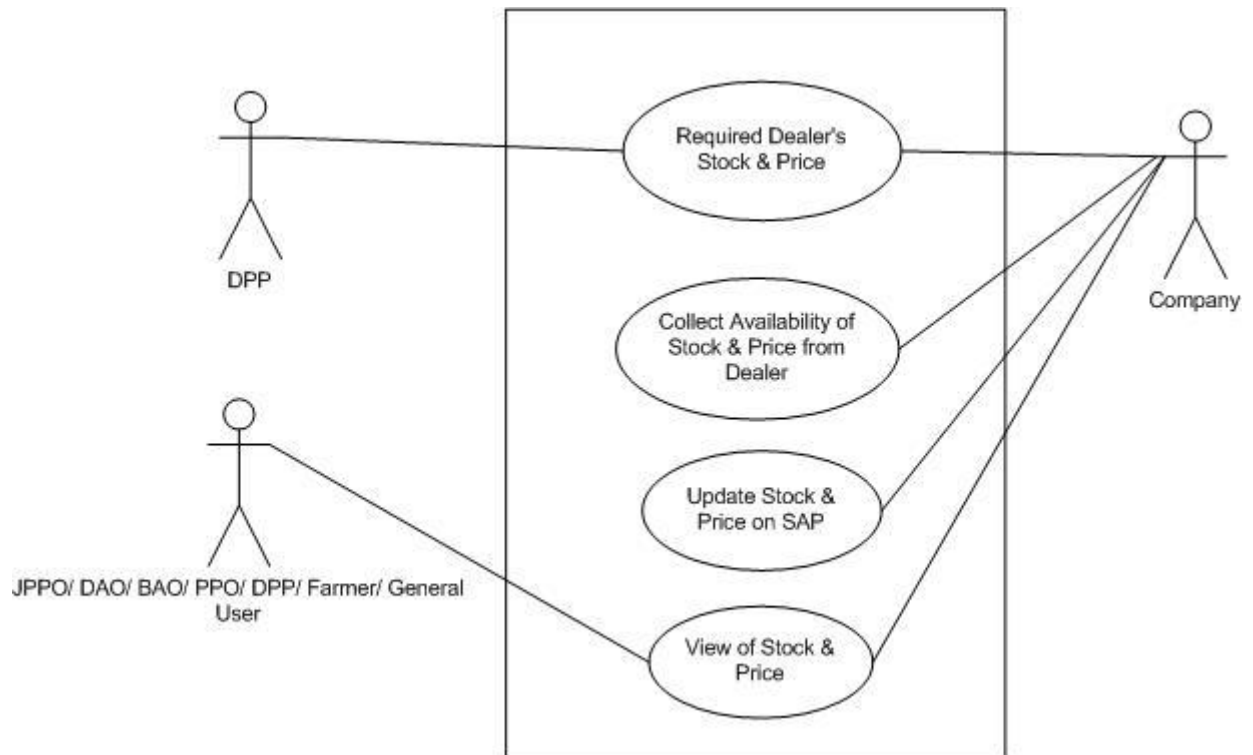 Required Dealer's
Stock & Price
DPP
Company
Collect Availability of
Stock & Price from
Dealer
Update Stock &
Price on SAP
JPPO/ DAO/ BAO/ PPO/ DPP/ Farmer/ General
User
View of Stock &
Price